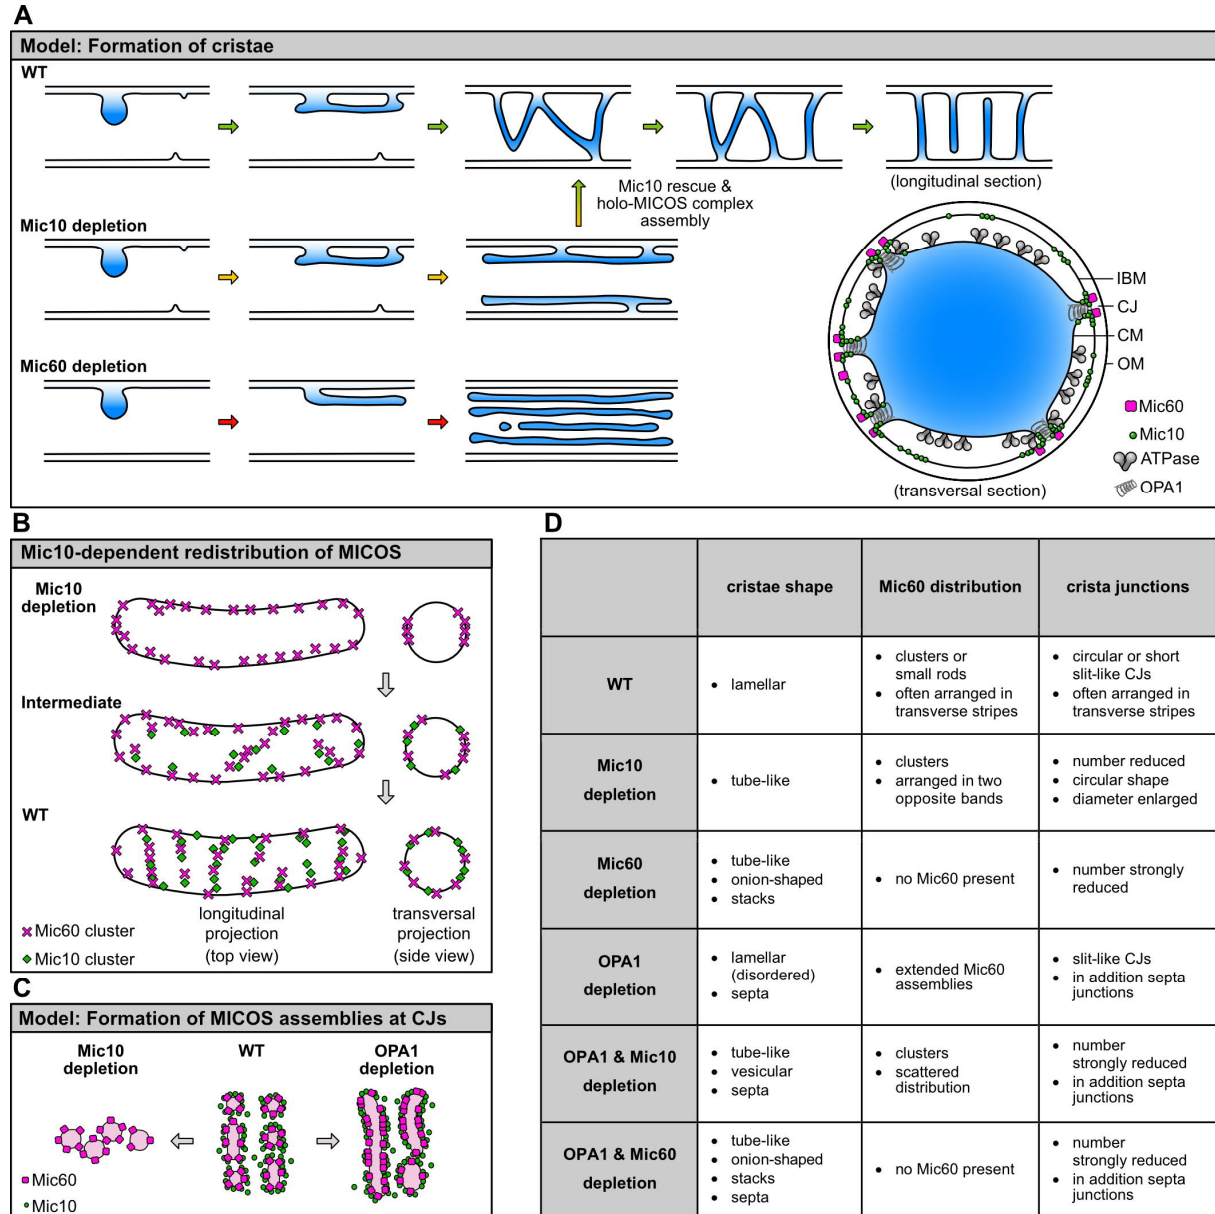 A
Model: Formation of cristae
WT
Mic10 rescue &
holo-MICOS complex
assembly
(longitudinal section)
Mic10 depletion
Mic60 depletion
IBM
CJ
CM
OM
Mic60
Mic10
ATPase
OPA1
(transversal section)
B
Mic10-dependent redistribution of MICOS
Mic10
depletion
Intermediate
WT
longitudinal
projection
(top view)
transversal
projection
(side view)
Mic60 cluster
Mic10 cluster
C
Model: Formation of MICOS assemblies at CJs
Mic10
depletion
WT
OPA1
depletion
Mic60
Mic10
D
cristae shape
Mic60 distribution
crista junctions
WT
• lamellar
• clusters or
small rods
• often arranged in
transverse stripes
• circular or short
slit-like CJs
• often arranged in
transverse stripes
Mic10
depletion
• tube-like
• clusters
• arranged in two
opposite bands
• number reduced
• circular shape
• diameter enlarged
Mic60
depletion
• tube-like
• onion-shaped
• stacks
• no Mic60 present
• number strongly
reduced
OPA1
depletion
• lamellar
(disordered)
• septa
• extended Mic60
assemblies
• slit-like CJs
• in addition septa
junctions
OPA1 & Mic10
depletion
• tube-like
• vesicular
• septa
• clusters
• scattered
distribution
• number
strongly reduced
• in addition septa
junctions
OPA1 & Mic60
depletion
• tube-like
• onion-shaped
• stacks
• septa
• no Mic60 present
• number
strongly reduced
• in addition septa
junctions